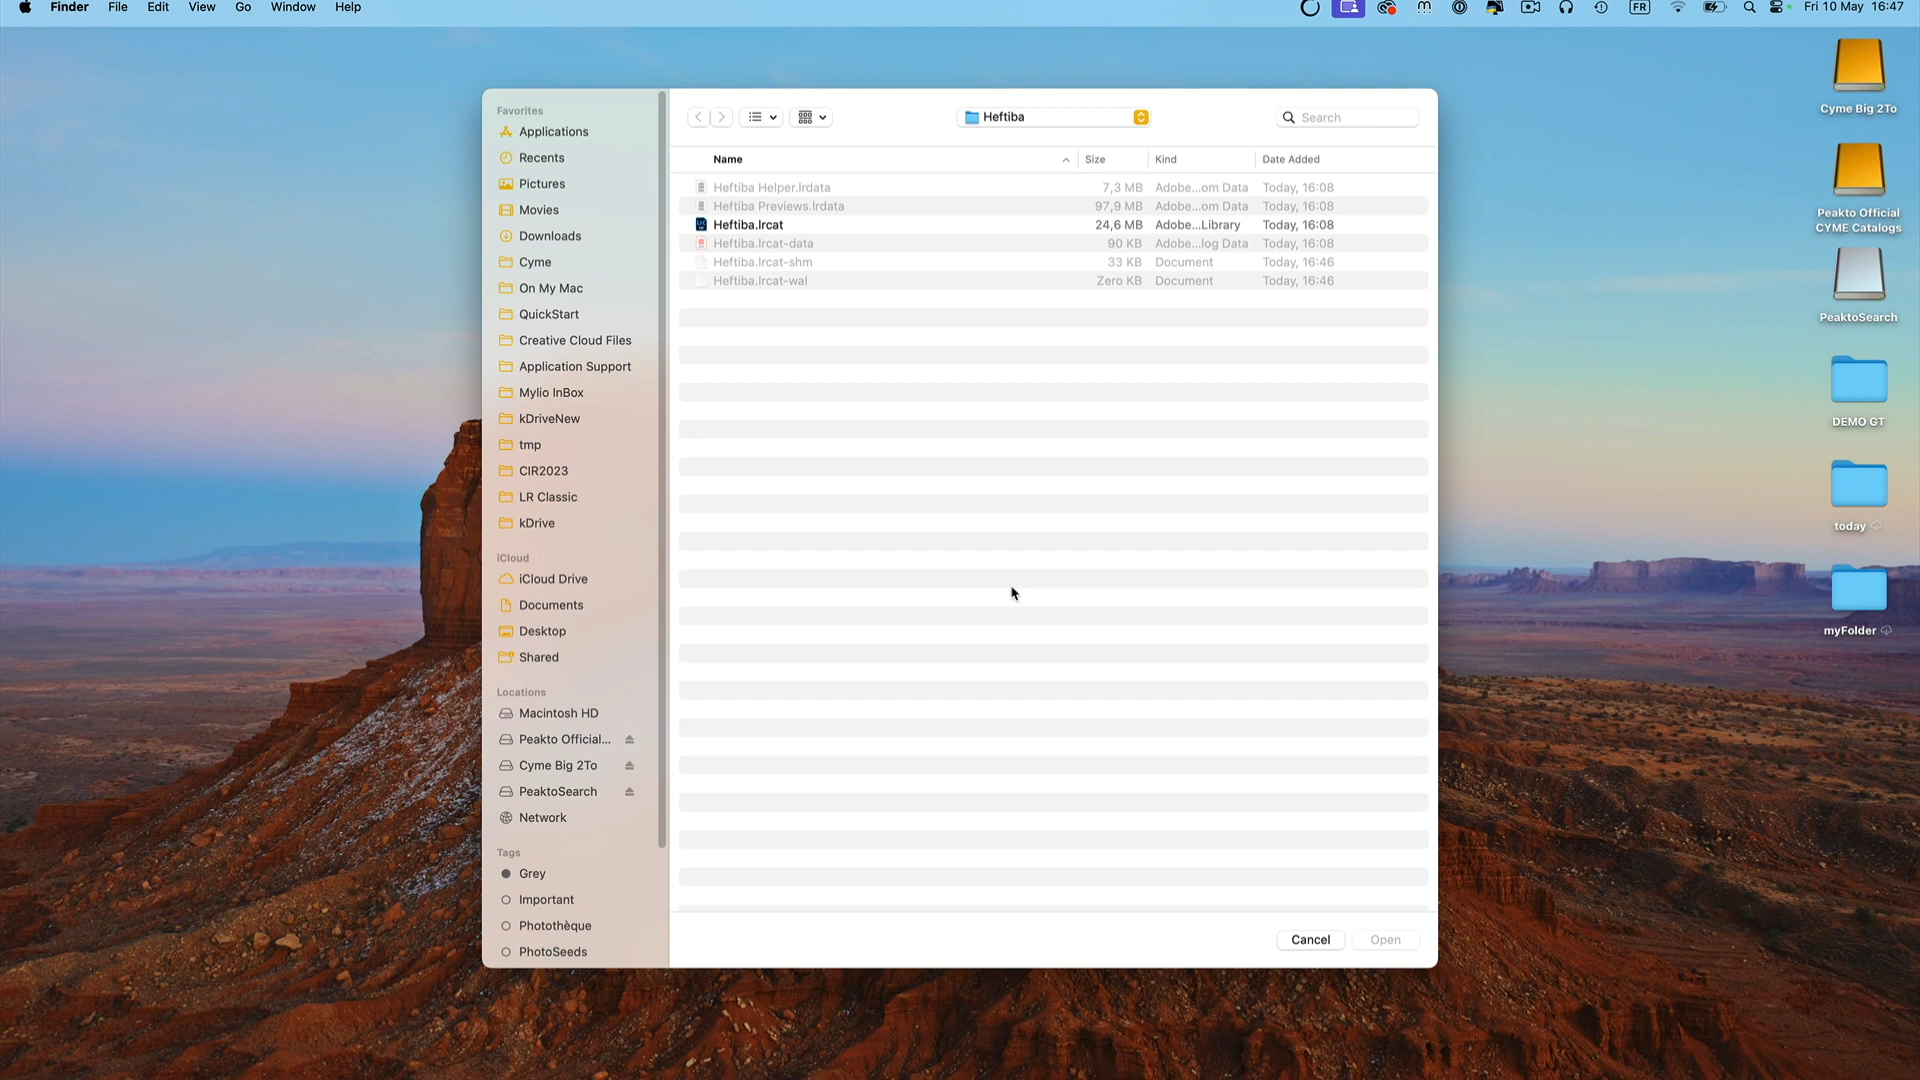 Finder File Edit View Go Window Help FR Fri 10 May 16:47
Favorites
Applications
Recents
Pictures
Movies
Downloads
Cyme
On My Mac
QuickStart
Creative Cloud Files
Application Support
Mylio InBox
kDriveNew
tmp
CIR2023
LR Classic
kDrive
iCloud
iCloud Drive
Documents
Desktop
Shared
Locations
Macintosh HD
Peakto Official...
Cyme Big 2To
PeaktoSearch
Network
Tags
Grey
Important
Photothèque
PhotoSeeds
Heftiba Search
Name Size Kind Date Added
Heftiba Helper.lrdata 7,3 MB Adobe...om Data Today, 16:08
Heftiba Previews.lrdata 97,9 MB Adobe...om Data Today, 16:08
Heftiba.lrcat 24,6 MB Adobe...Library Today, 16:08
Heftiba.lrcat-data 90 KB Adobe...log Data Today, 16:08
Heftiba.lrcat-shm 33 KB Document Today, 16:46
Heftiba.lrcat-wal Zero KB Document Today, 16:46
Cancel Open
Cyme Big 2To
Peakto Official
CYME Catalogs
PeaktoSearch
DEMO GT
today
myFolder